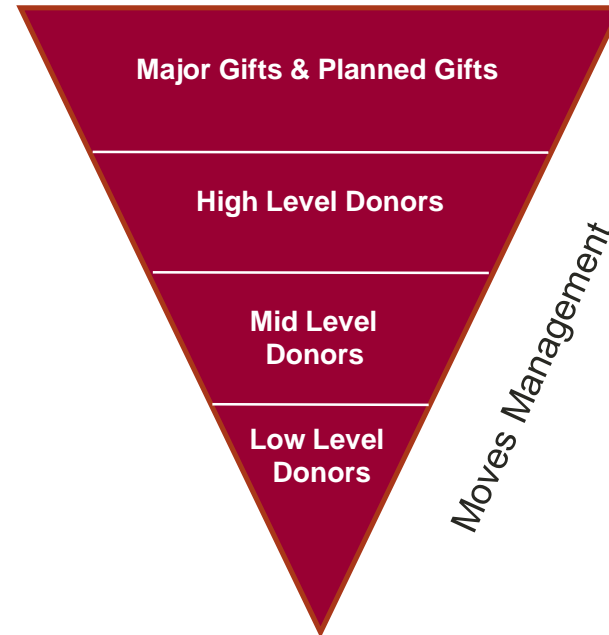 Major Gifts & Planned Gifts
High Level Donors
Mid Level
Donors
Low Level
Donors
Moves Management